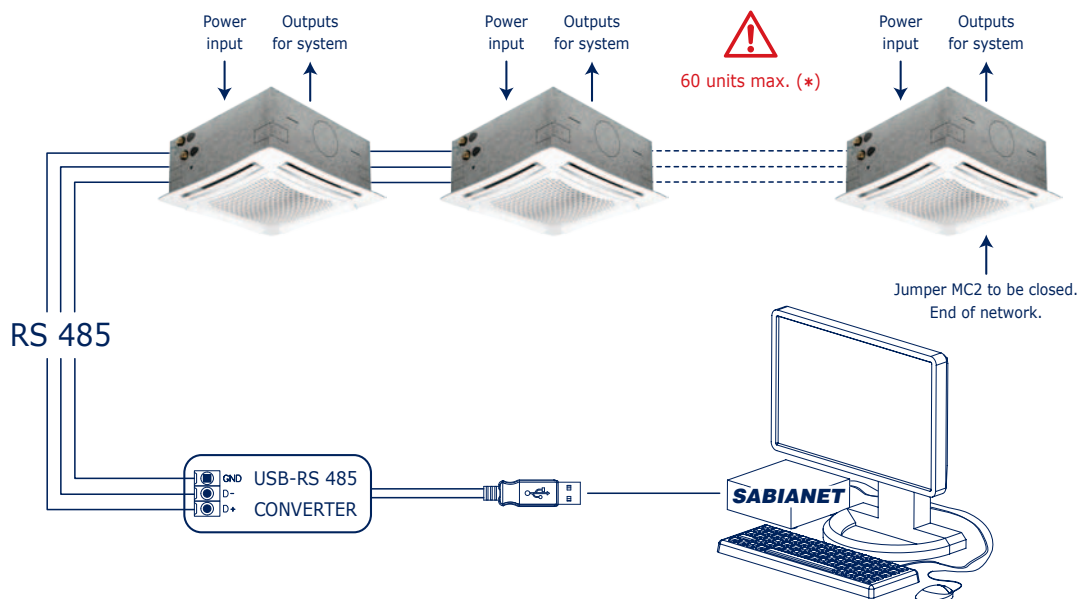 Power
input
Outputs
for system
Power
input
Outputs
for system
60 units max. (*)
Power
input
Outputs
for system
Jumper MC2 to be closed.
End of network.
RS 485
GND
D-
D+
USB-RS 485
CONVERTER
SABIANET